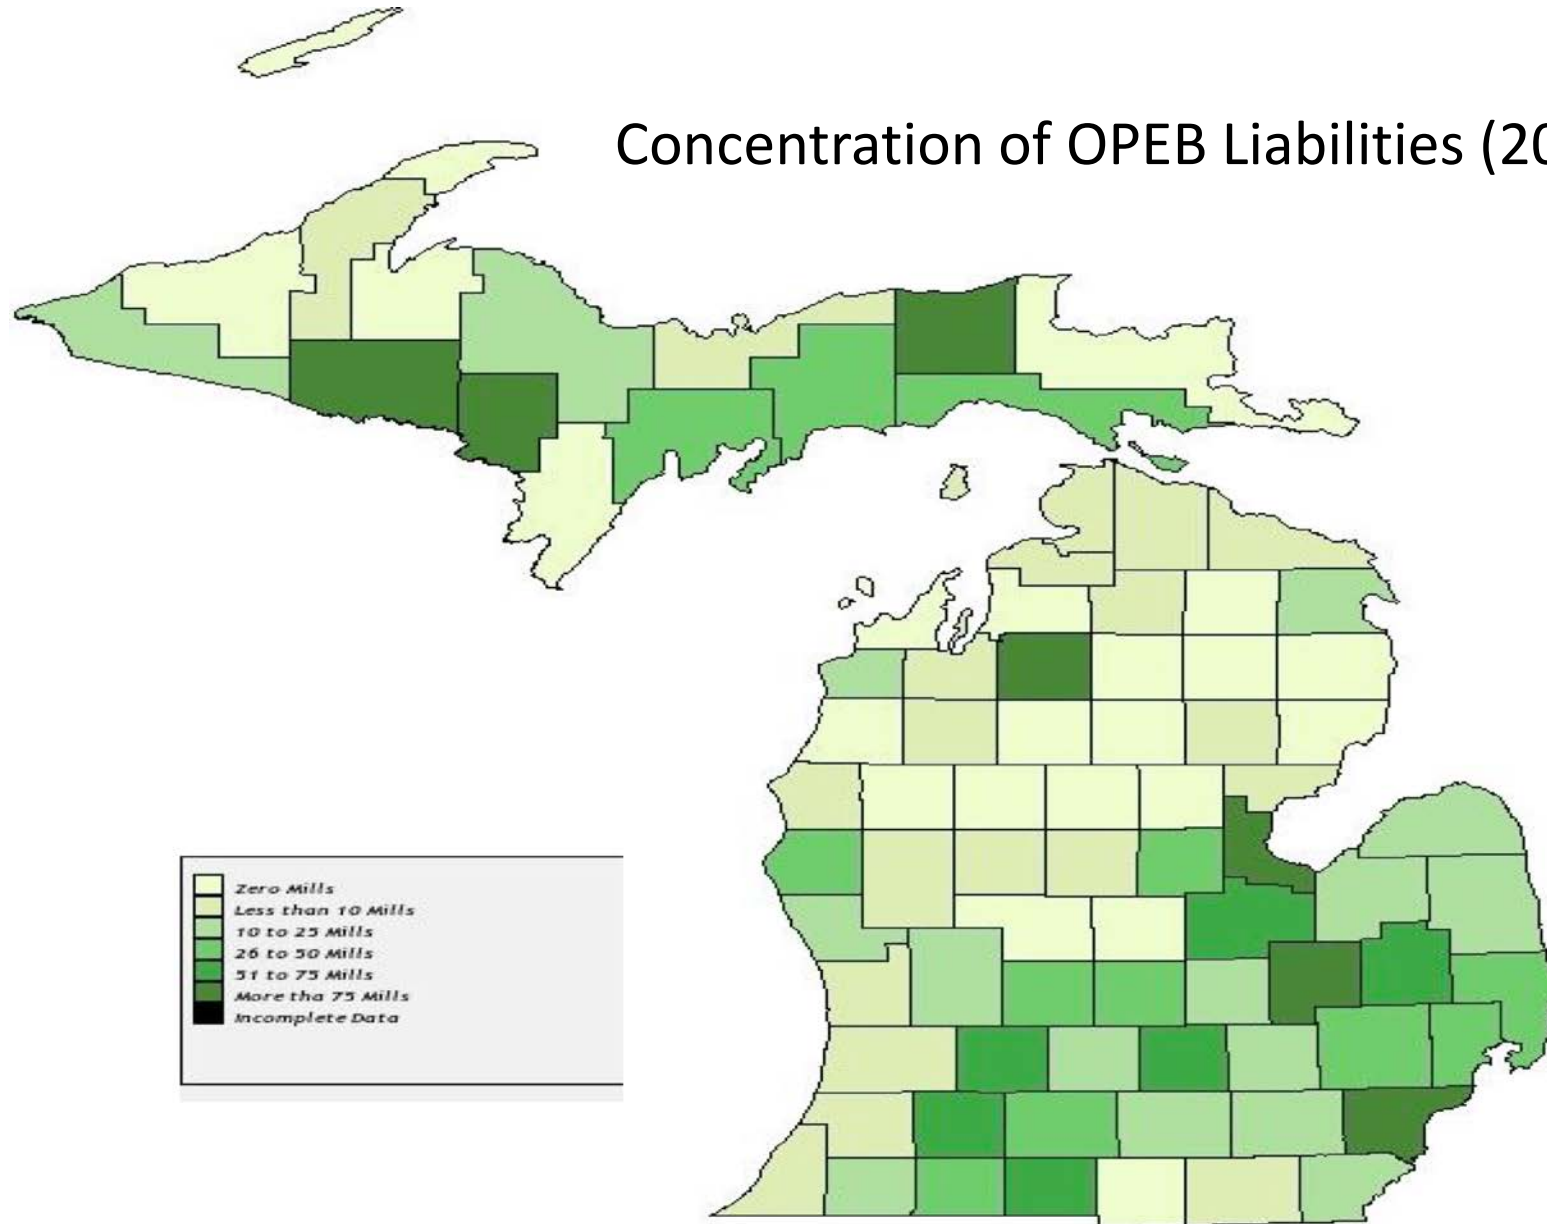 Concentration of OPEB Liabilities (20
Zero Mills
Less than 10 Mills
10 to 25 Mills
26 to 50 Mills
51 to 75 Mills
More tha 75 Mills
Incomplete Data